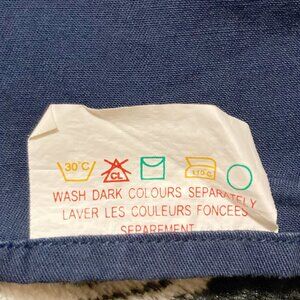 30°C CL 110°C
WASH DARK COLOURS SEPARATELY
LAVER LES COULEURS FONCEES
SEPAREMENT